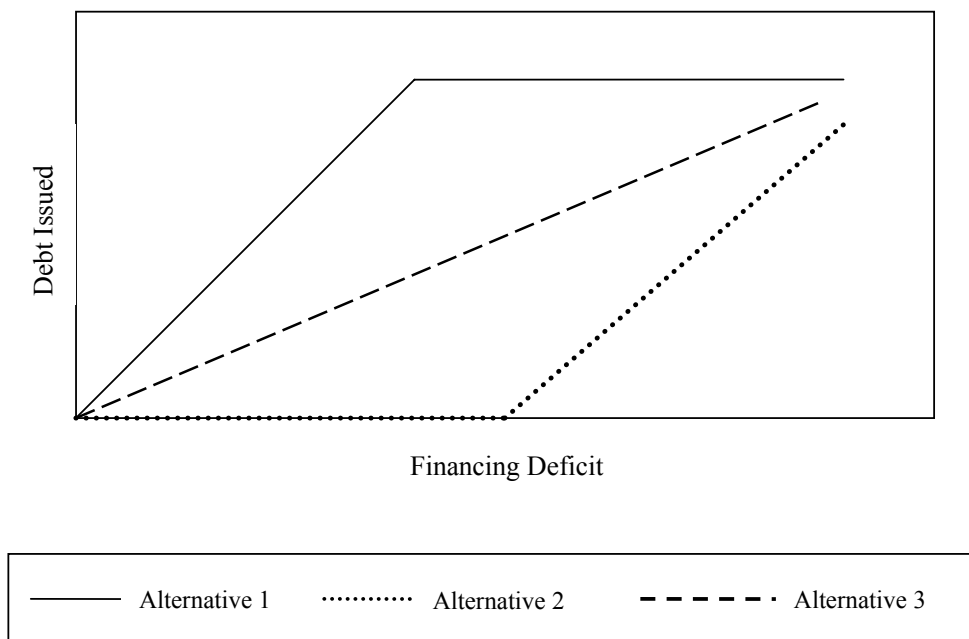 Debt Issued
Financing Deficit
Alternative 1
Alternative 2
Alternative 3